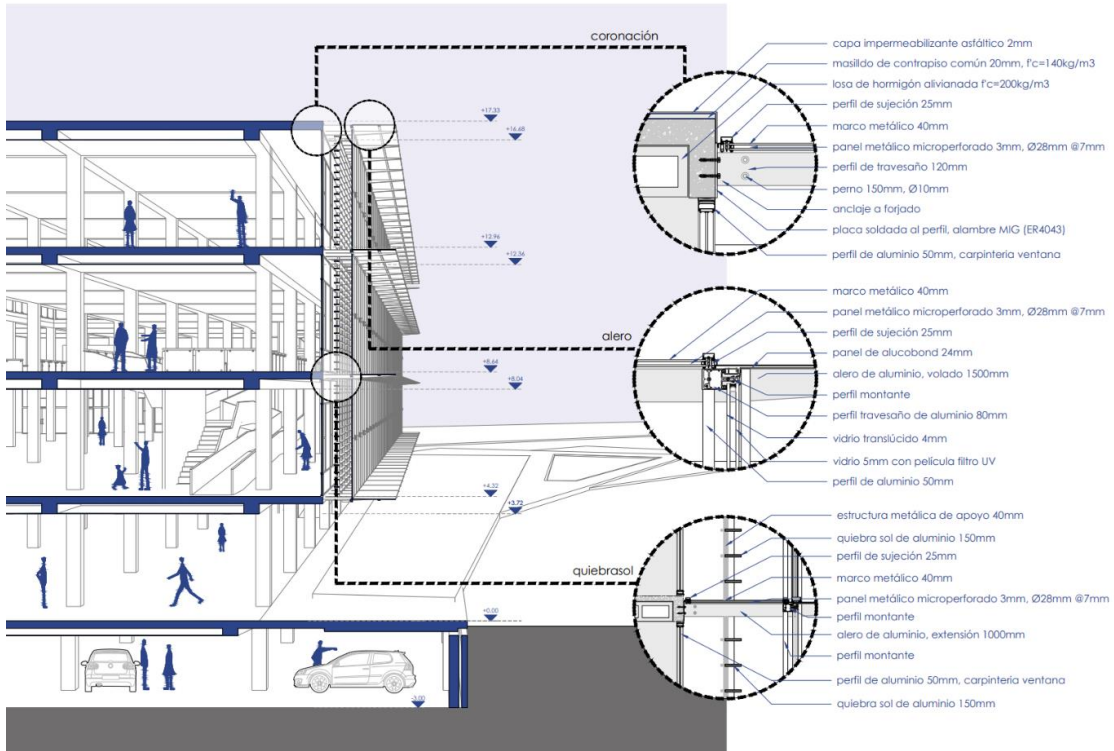 coronación
capa impermeabilizante asfáltico 2mm
masillado de contrapiso común 20mm, f'c=140kg/m3
losa de hormigón alivianada f'c=200kg/m3
perfil de sujeción 25mm
marco metálico 40mm
panel metálico microperforado 3mm, Ø28mm @7mm
perfil de travesaño 120mm
perno 150mm, Ø10mm
anclaje a forjado
placa soldada al perfil, alambre MIG (ER4043)
perfil de aluminio 50mm, carpinteria ventana
+17.33
+16.68
+12.96
+12.36
+8.64
+8.04
+4.32
+3.72
+0.00
-3.00
alero
marco metálico 40mm
panel metálico microperforado 3mm, Ø28mm @7mm
perfil de sujeción 25mm
panel de alucobond 24mm
alero de aluminio, volado 1500mm
perfil montante
perfil travesaño de aluminio 80mm
vidrio translúcido 4mm
vidrio 5mm con película filtro UV
perfil de aluminio 50mm
quiebrasol
estructura metálica de apoyo 40mm
quiebra sol de aluminio 150mm
perfil de sujeción 25mm
marco metálico 40mm
panel metálico microperforado 3mm, Ø28mm @7mm
perfil montante
alero de aluminio, extensión 1000mm
perfil montante
perfil de aluminio 50mm, carpinteria ventana
quiebra sol de aluminio 150mm